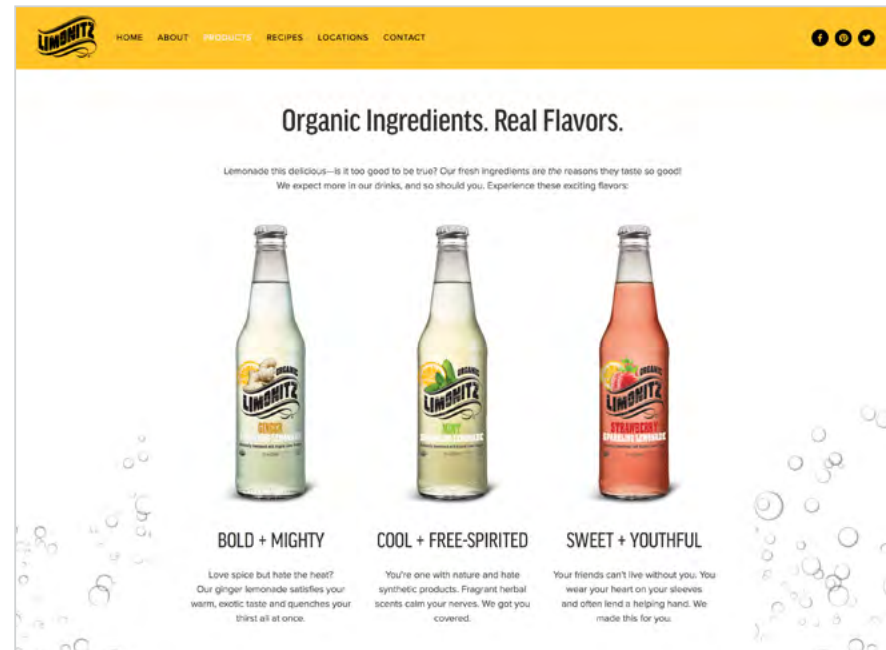 LIMONITZ
HOME ABOUT PRODUCTS RECIPES LOCATIONS CONTACT
Organic Ingredients. Real Flavors.
Lemonade this delicious—is it too good to be true? Our fresh ingredients are the reasons they taste so good!
We expect more in our drinks, and so should you. Experience these exciting flavors:
ORGANIC
LIMONITZ
GINGER
SPARKLING LEMONADE
ORGANIC
LIMONITZ
MINT
SPARKLING LEMONADE
ORGANIC
LIMONITZ
STRAWBERRY
SPARKLING LEMONADE
BOLD + MIGHTY
Love spice but hate the heat?
Our ginger lemonade satisfies your
warm, exotic taste and quenches your
thirst all at once.
COOL + FREE-SPIRITED
You're one with nature and hate
synthetic products. Fragrant herbal
scents calm your nerves. We got you
covered.
SWEET + YOUTHFUL
Your friends can't live without you. You
wear your heart on your sleeves
and often lend a helping hand. We
made this for you.